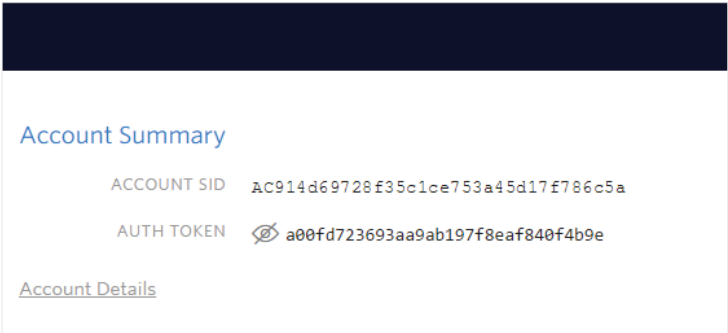 Account Summary
ACCOUNT SID AC914d69728f35c1ce753a45d17f786c5a
AUTH TOKEN a00fd723693aa9ab197f8eaf840f4b9e
Account Details